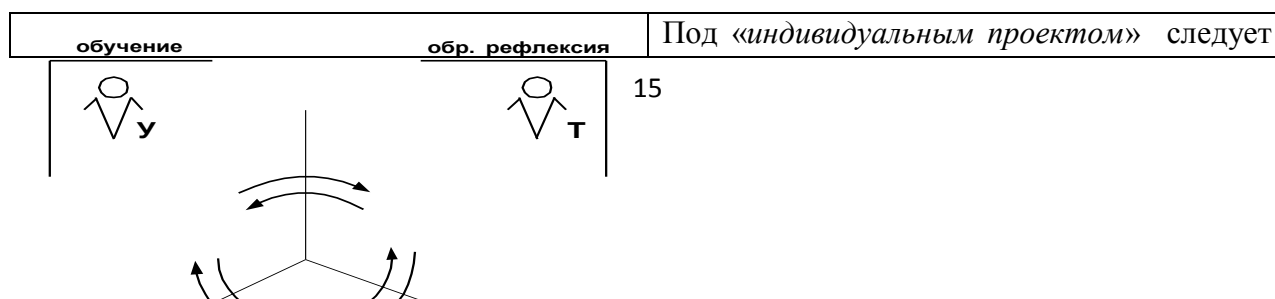 обучение
обр. рефлексия
Под «индивидуальным проектом» следует
15
У
Т